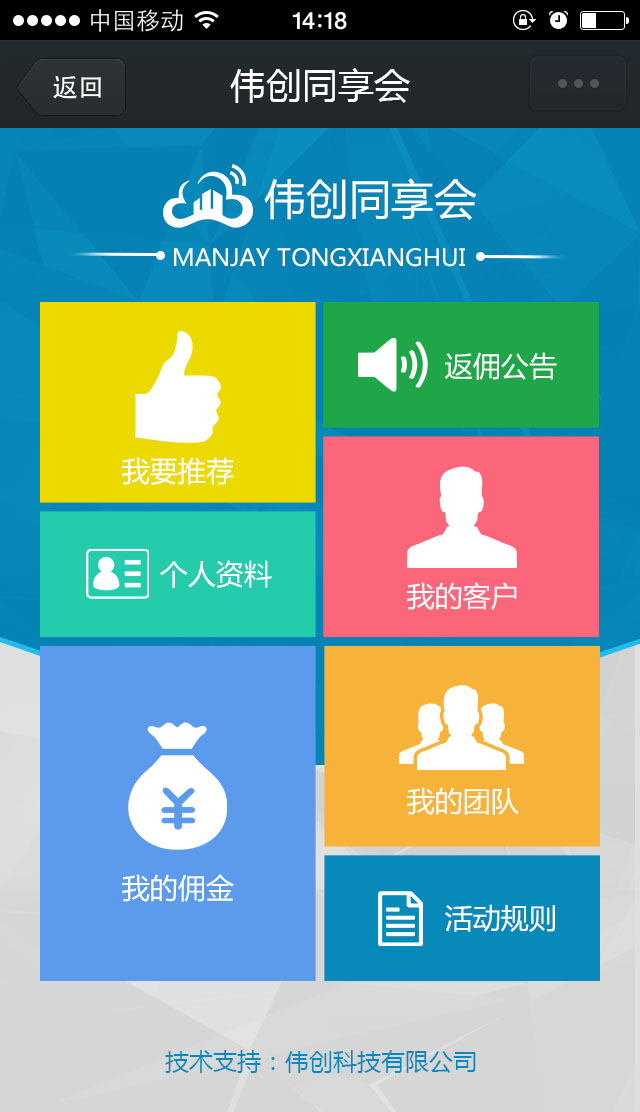 中国移动 14:18
返回 伟创同享会
伟创同享会
MANJAY TONGXIANGHUI
我要推荐
返佣公告
个人资料
我的客户
我的佣金
我的团队
活动规则
技术支持：伟创科技有限公司